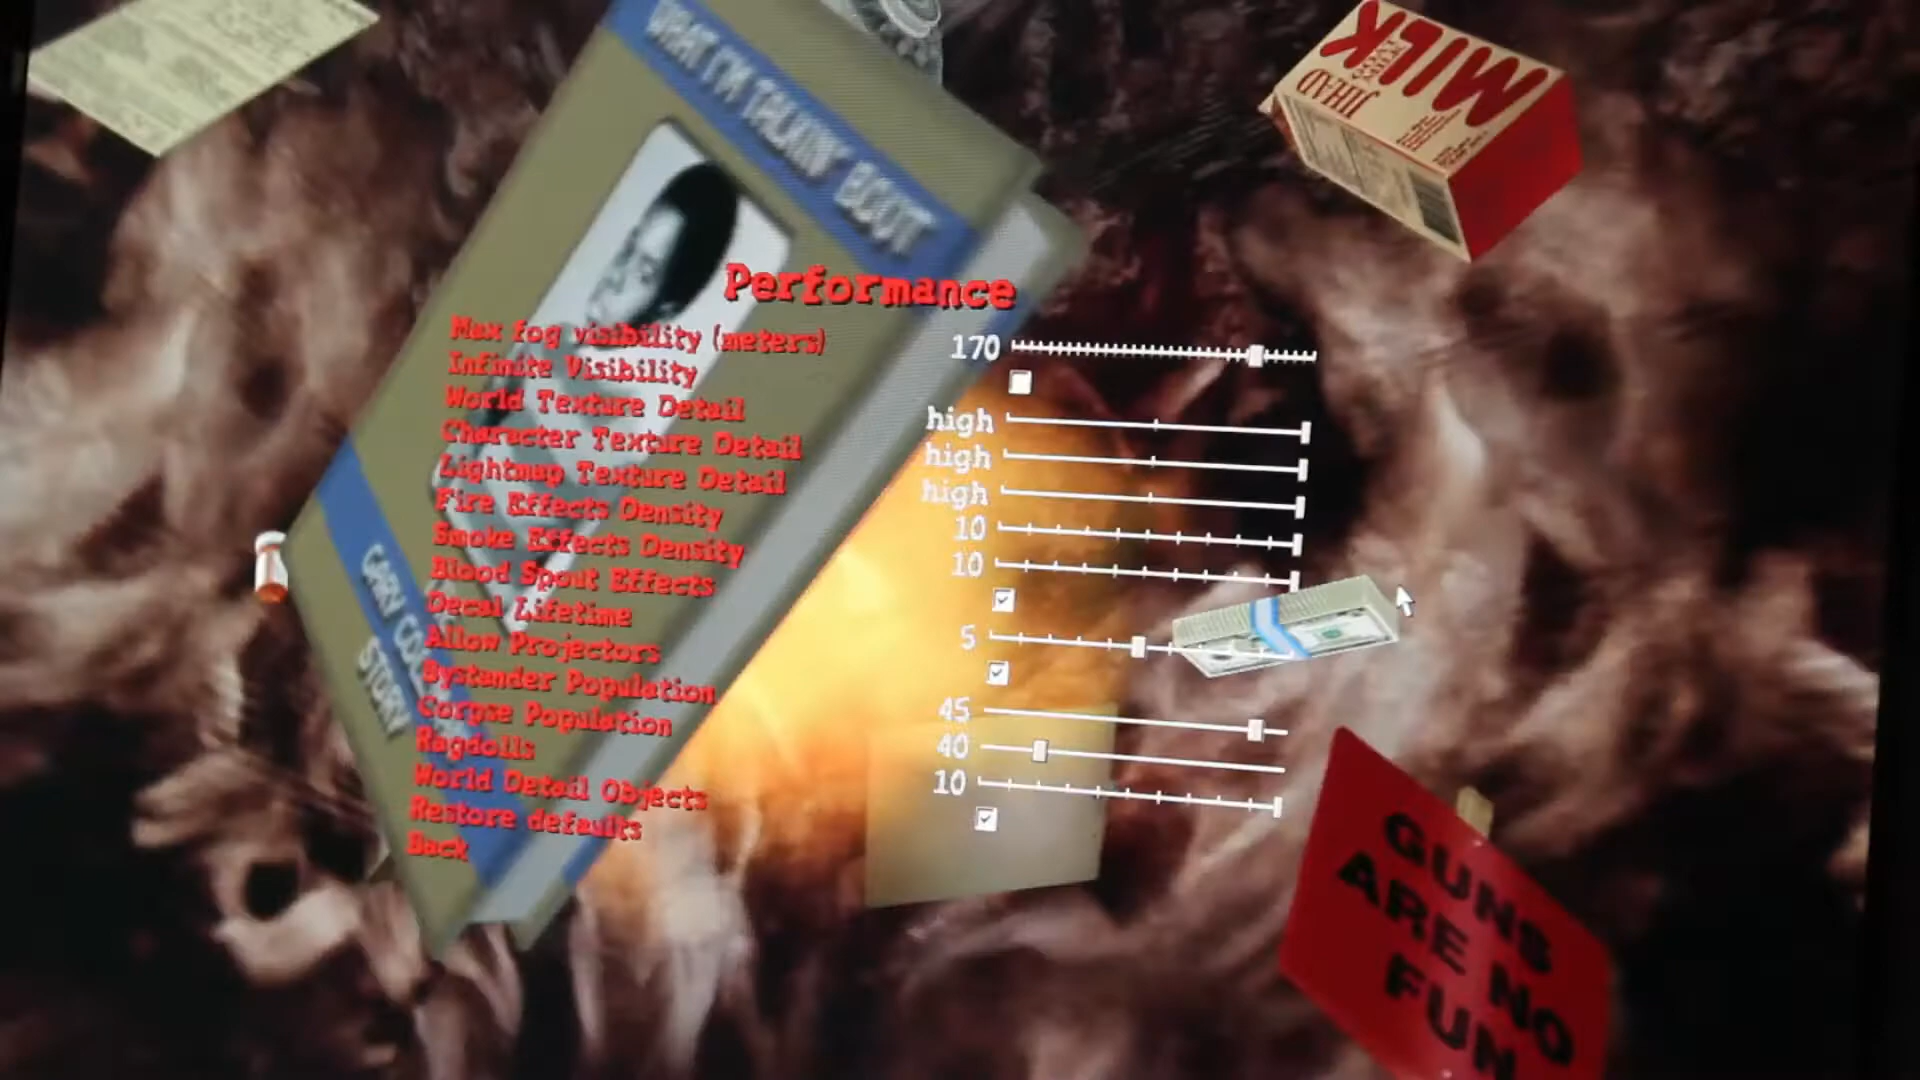 WHAT I'M TALKIN' BOUT
MILK
GOAT
MILK
JIHAD
Performance
Max fog visibility (meters) 170
Infinite Visibility
World Texture Detail high
Character Texture Detail high
Lightmap Texture Detail high
Fire Effects Density 10
Smoke Effects Density 10
Blood Spout Effects
Decal Lifetime 5
Allow Projectors
Bystander Population 45
Corpse Population 40
Ragdolls 10
World Detail Objects
Restore defaults
Back
GARY
STORY
GUNS
ARE NO
FUN